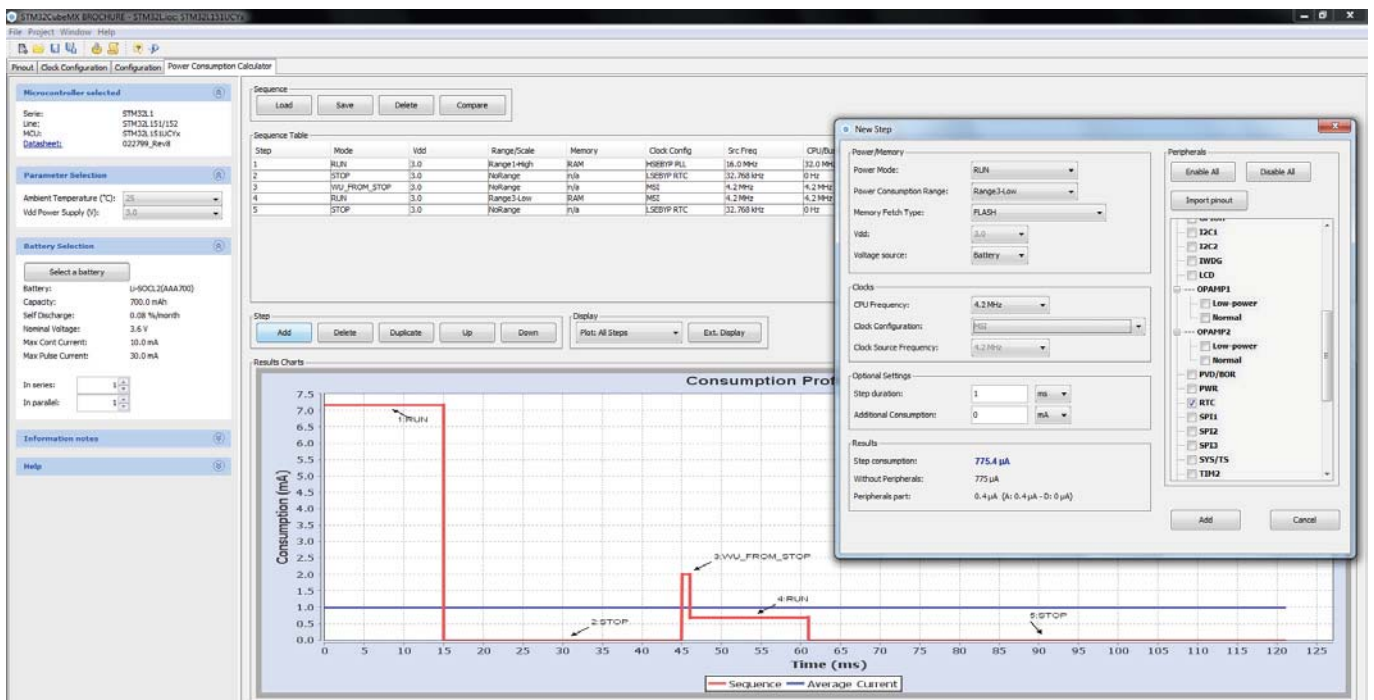 STM32CubeMX BROCHURE - STM32L.ioc: STM32L151UCYx
File Project Window Help
Pinout Clock Configuration Configuration Power Consumption Calculator
Microcontroller selected
Serie: STM32L1
Line: STM32L151/152
MCU: STM32L151UCYx
Datasheet: 022799_Rev8
Parameter Selection
Ambient Temperature (°C): 25
Vdd Power Supply (V): 3.0
Battery Selection
Select a battery
Battery: Li-SOCL2(AAA700)
Capacity: 700.0 mAh
Self Discharge: 0.08 %/month
Nominal Voltage: 3.6 V
Max Cont Current: 10.0 mA
Max Pulse Current: 30.0 mA
In series: 1
In parallel: 1
Information notes
Help
Sequence
Load Save Delete Compare
Sequence Table
Step Mode Vdd Range/Scale Memory Clock Config Src Freq CPU/Bus
1 RUN 3.0 Range1-High RAM HSEBYP PLL 16.0 MHz 32.0 MHz
2 STOP 3.0 NoRange n/a LSEBYP RTC 32.768 kHz 0 Hz
3 WU_FROM_STOP 3.0 NoRange n/a MSI 4.2 MHz 4.2 MHz
4 RUN 3.0 Range3-Low RAM MSI 4.2 MHz 4.2 MHz
5 STOP 3.0 NoRange n/a LSEBYP RTC 32.768 kHz 0 Hz
Step
Add Delete Duplicate Up Down
Display
Plot: All Steps Ext. Display
Results Charts
Consumption Prof
Consumption (mA)
7.5
7.0
6.5
6.0
5.5
5.0
4.5
4.0
3.5
3.0
2.5
2.0
1.5
1.0
0.5
0.0
1:RUN
2:STOP
3:WU_FROM_STOP
4:RUN
5:STOP
0 5 10 15 20 25 30 35 40 45 50 55 60 65 70 75 80 85 90 95 100 105 110 115 120 125
Time (ms)
Sequence Average Current
New Step
Power/Memory
Power Mode: RUN
Power Consumption Range: Range3-Low
Memory Fetch Type: FLASH
Vdd: 3.0
Voltage source: Battery
Clocks
CPU Frequency: 4.2 MHz
Clock Configuration: MSI
Clock Source Frequency: 4.2 MHz
Optional Settings
Step duration: 1 ms
Additional Consumption: 0 mA
Results
Step consumption: 775.4 µA
Without Peripherals: 775 µA
Peripherals part: 0.4 µA (A: 0.4 µA - D: 0 µA)
Peripherals
Enable All Disable All
Import pinout
I2C1
I2C2
IWDG
LCD
OPAMP1
Low-power
Normal
OPAMP2
Low-power
Normal
PVD/BOR
PWR
RTC
SPI1
SPI2
SPI3
SYS/TS
TIM2
Add Cancel